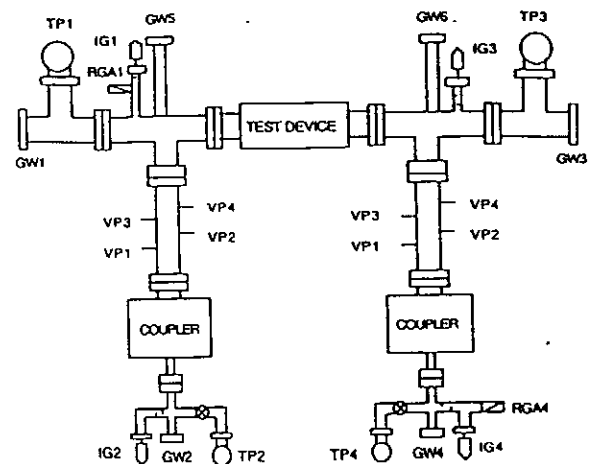 TP1
IG1
GW5
GW6
TP3
IG3
RGA1
TEST DEVICE
GW1
GW3
VP4
VP3
VP2
VP1
VP4
VP3
VP2
VP1
COUPLER
COUPLER
RGA4
IG2
GW2
TP2
TP4
GW4
IG4